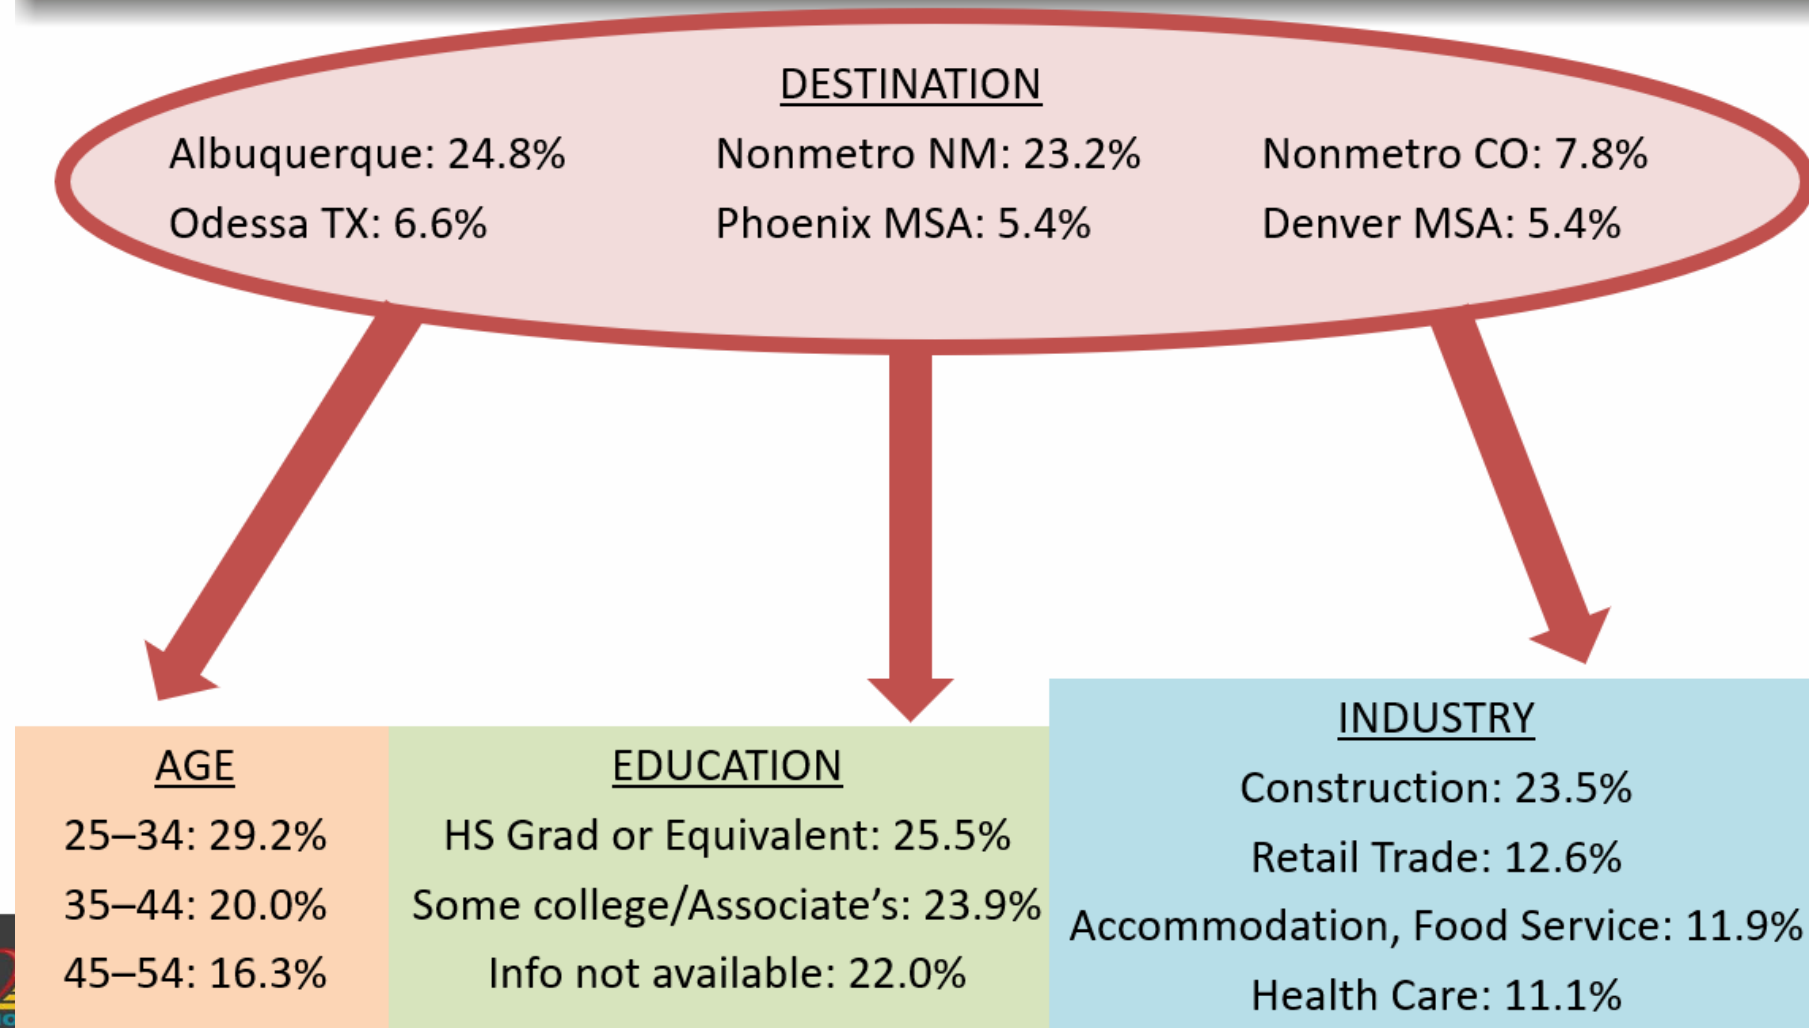 DESTINATION
Albuquerque: 24.8% Nonmetro NM: 23.2% Nonmetro CO: 7.8%
Odessa TX: 6.6% Phoenix MSA: 5.4% Denver MSA: 5.4%
AGE
25–34: 29.2%
35–44: 20.0%
45–54: 16.3%
EDUCATION
HS Grad or Equivalent: 25.5%
Some college/Associate’s: 23.9%
Info not available: 22.0%
INDUSTRY
Construction: 23.5%
Retail Trade: 12.6%
Accommodation, Food Service: 11.9%
Health Care: 11.1%